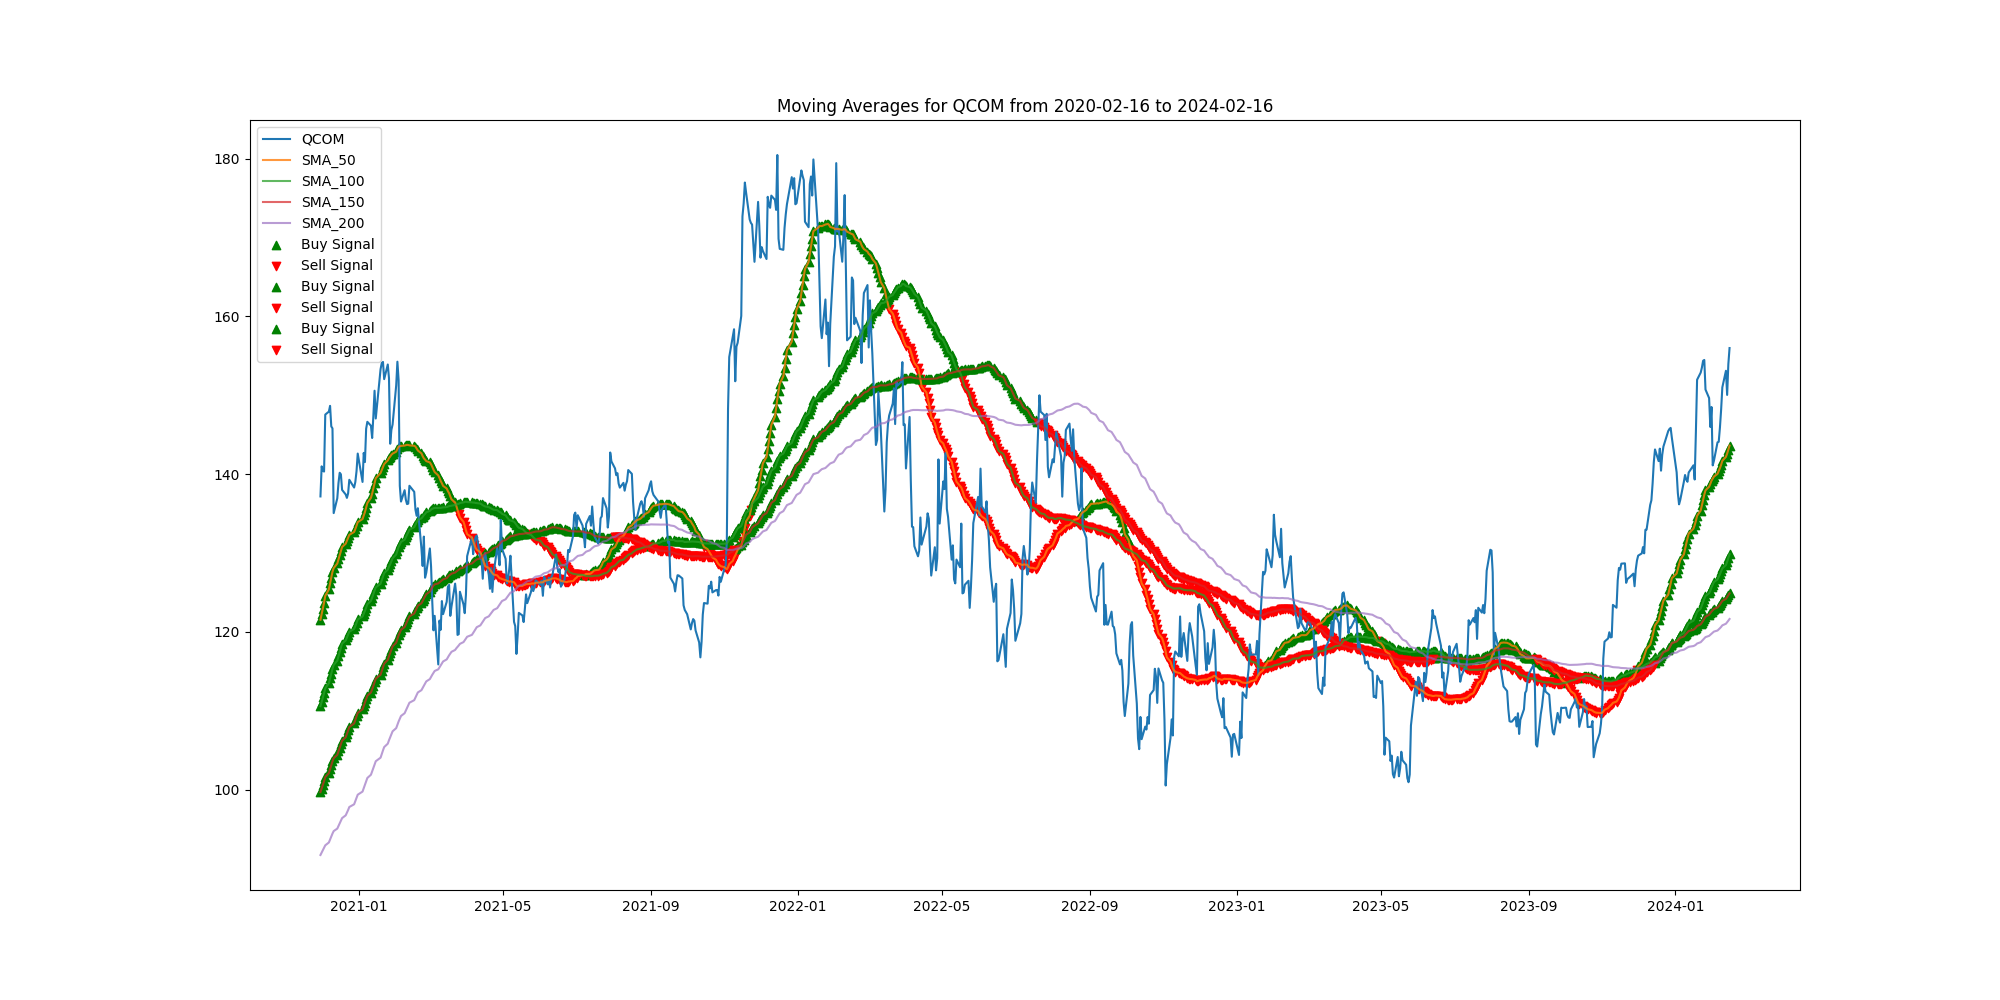 Moving Averages for QCOM from 2020-02-16 to 2024-02-16
QCOM
SMA_50
SMA_100
SMA_150
SMA_200
Buy Signal
Sell Signal
Buy Signal
Sell Signal
Buy Signal
Sell Signal
180
160
140
120
100
2021-01 2021-05 2021-09 2022-01 2022-05 2022-09 2023-01 2023-05 2023-09 2024-01